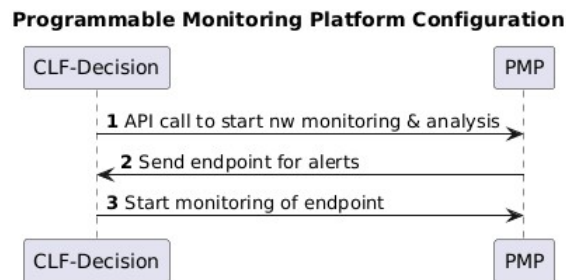 Programmable Monitoring Platform Configuration
CLF-Decision PMP
1 API call to start nw monitoring & analysis
2 Send endpoint for alerts
3 Start monitoring of endpoint
CLF-Decision PMP